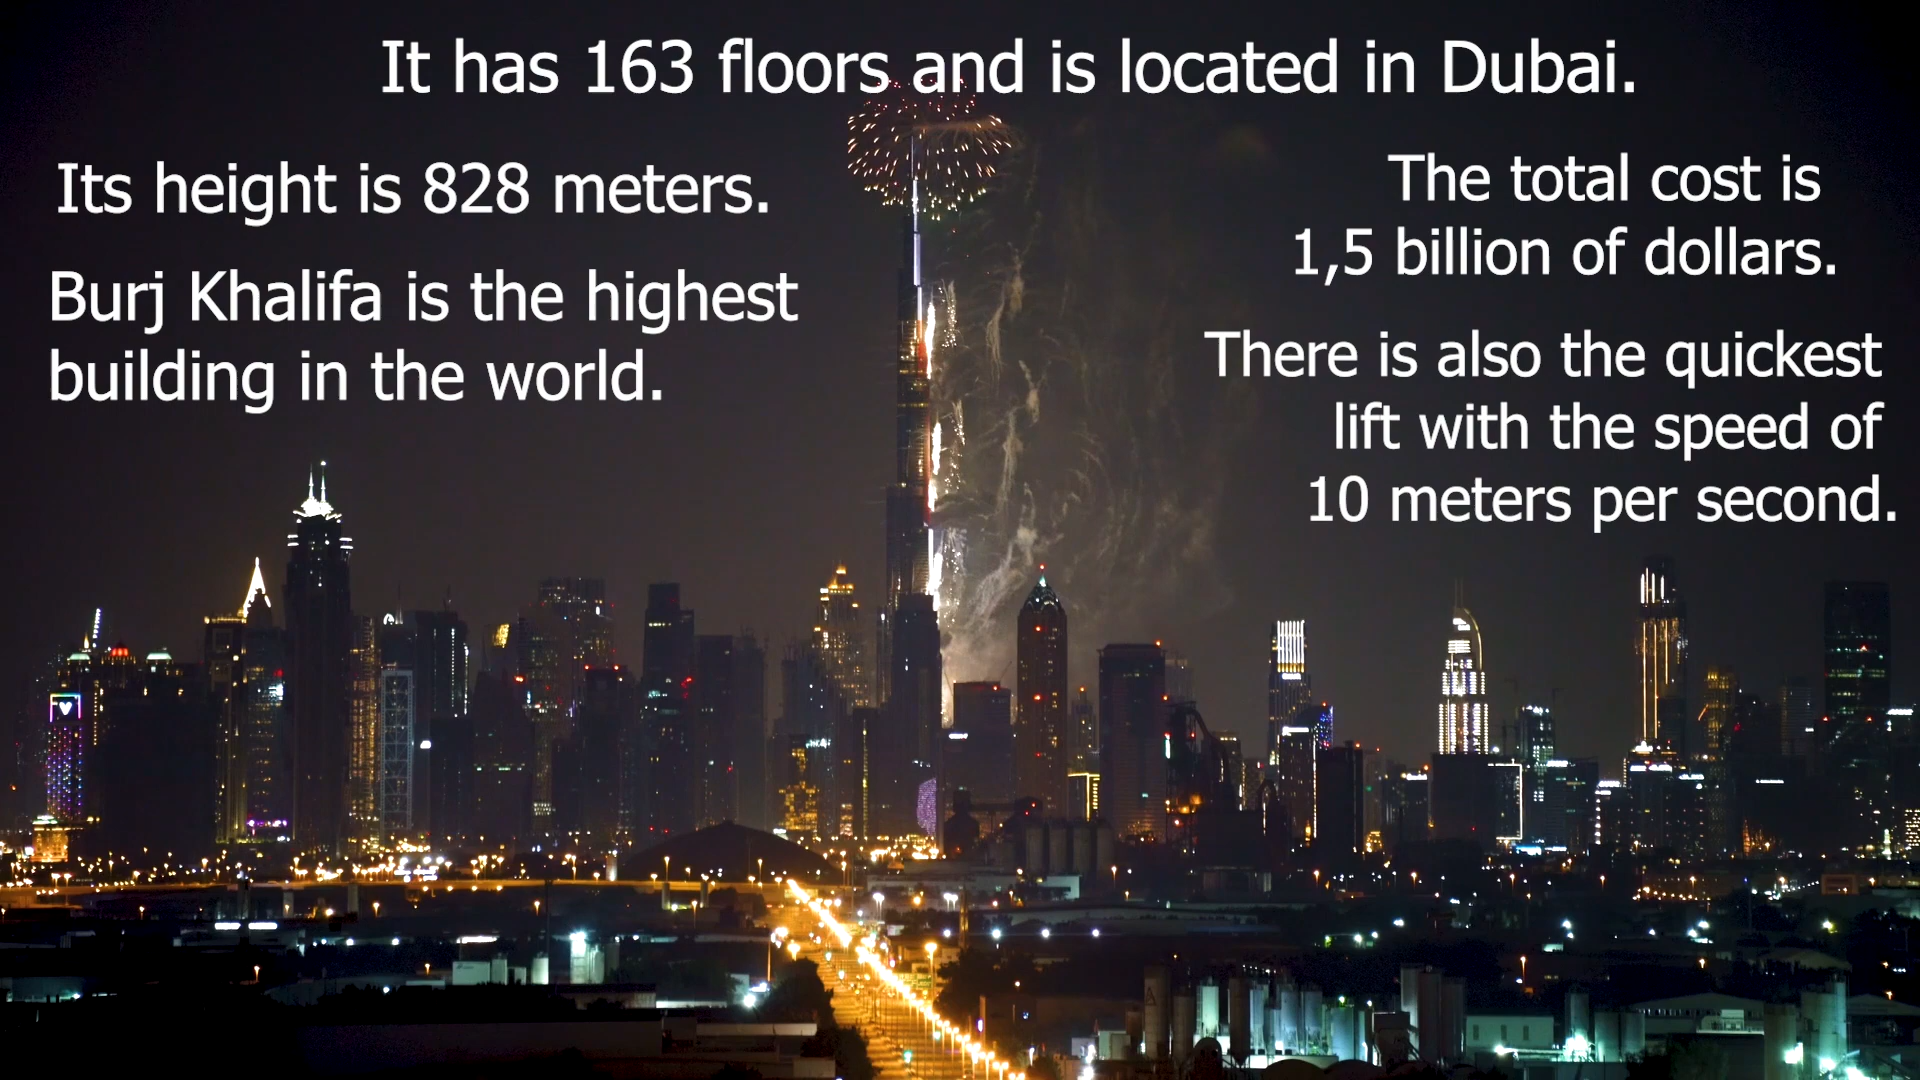 It has 163 floors and is located in Dubai.
Its height is 828 meters.
Burj Khalifa is the highest
building in the world.
The total cost is
1,5 billion of dollars.
There is also the quickest
lift with the speed of
10 meters per second.